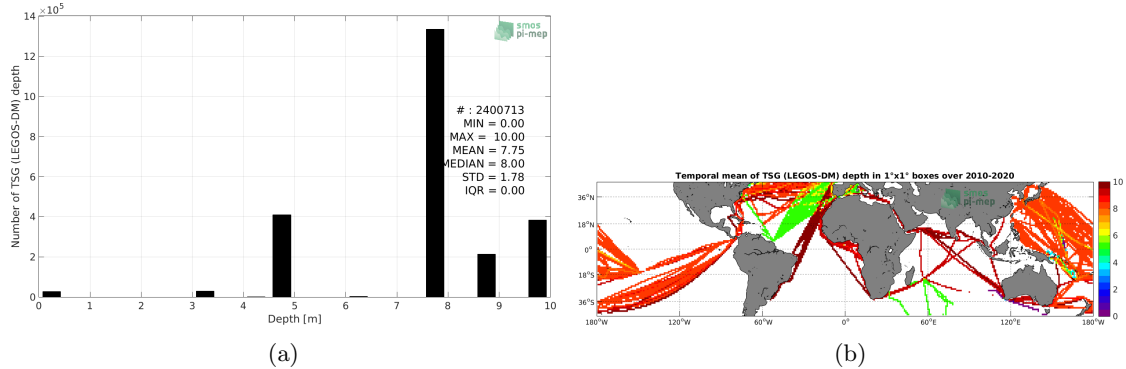 14 ×10⁵
12
10
8
6
4
2
0
0 1 2 3 4 5 6 7 8 9 10
Number of TSG (LEGOS-DM) depth
Depth [m]
smos
pi-mep
# : 2400713
MIN = 0.00
MAX = 10.00
MEAN = 7.75
MEDIAN = 8.00
STD = 1.78
IQR = 0.00
(a)
Temporal mean of TSG (LEGOS-DM) depth in 1°x1° boxes over 2010-2020
smos
pi-mep
36°N
18°N
0°
18°S
36°S
180°W 120°W 60°W 0° 60°E 120°E 180°E
10
8
6
4
2
0
(b)